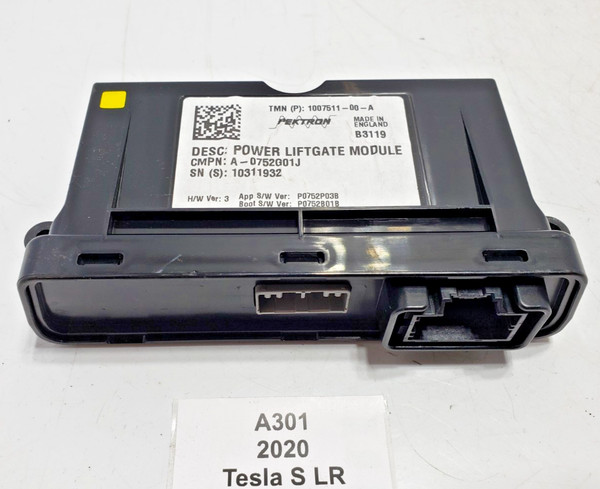 TMN (P): 1007511-00-A
PEKTRON
MADE IN
ENGLAND
B3119
DESC: POWER LIFTGATE MODULE
CMPN: A-0752G01J
SN (S): 10311932
H/W Ver: 3 App S/W Ver: P0752P03B
Boot S/W Ver: P0752B01B
A301
2020
Tesla S LR